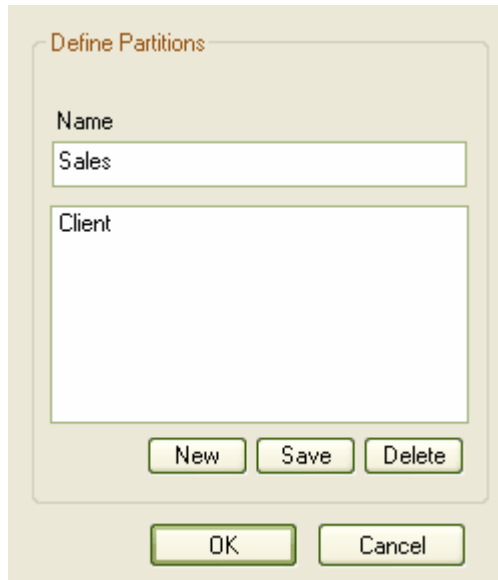 Define Partitions
Name
Sales
Client
New Save Delete
OK Cancel